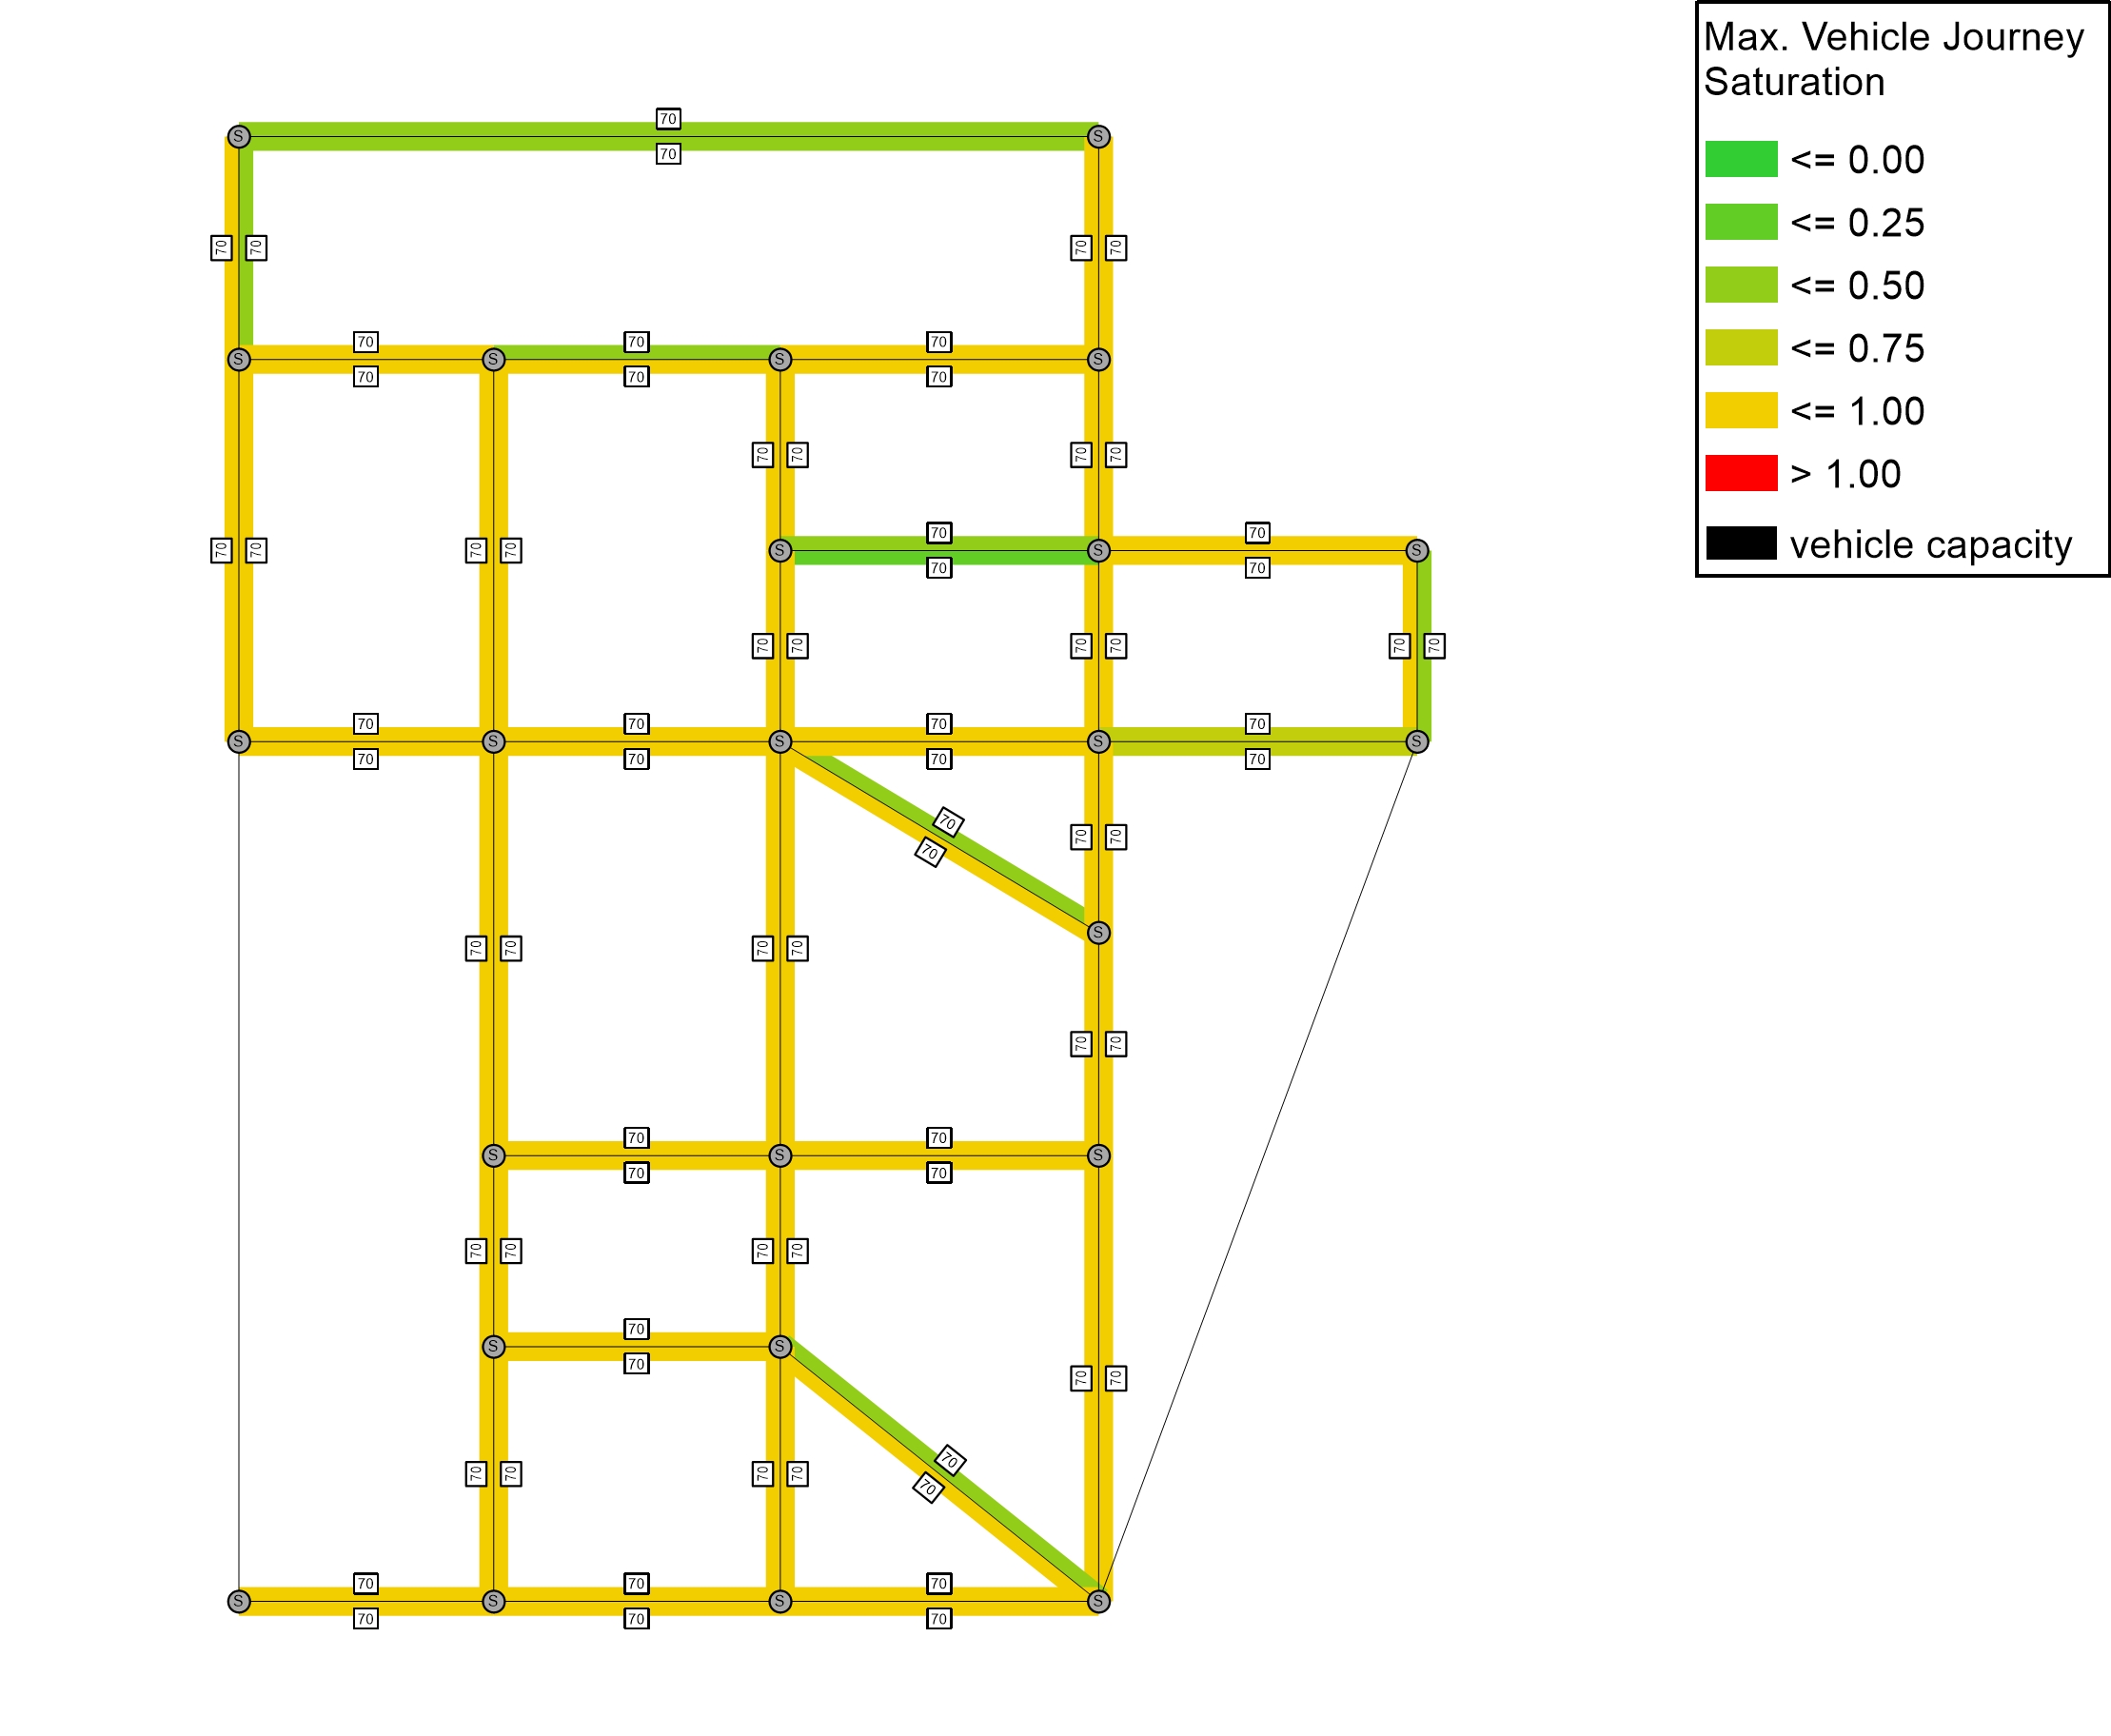 Max. Vehicle Journey
Saturation
<= 0.00
<= 0.25
<= 0.50
<= 0.75
<= 1.00
> 1.00
vehicle capacity
70
S S
70
70 70 70 70
70 70 70
S S S S
70 70 70
70 70 70 70
70 70
70 70 70 70 S S S
70 70
70 70 70 70 70 70
70 70 70 70
S S S S S
70 70 70 70
70
70 70
70
S
70 70 70 70
70 70
70 70
S S S
70 70
70 70 70 70
70
S S
70
70 70
70
70 70 70 70
70
70 70 70
S S S S
70 70 70